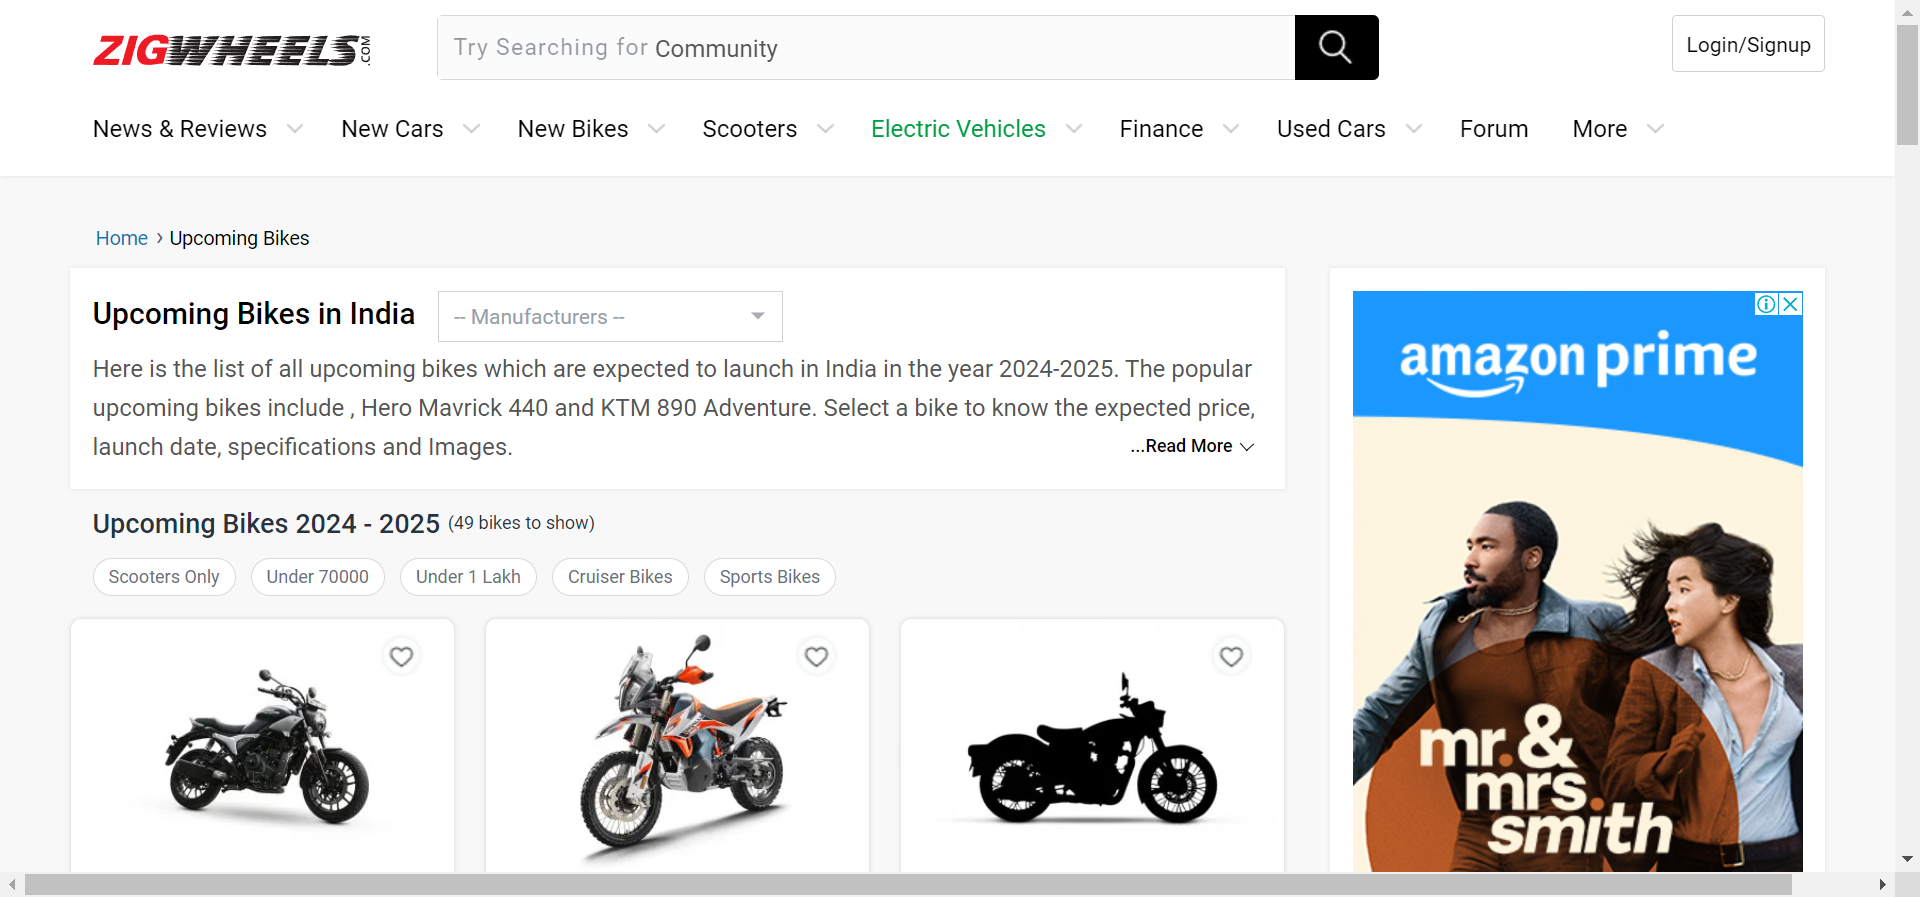 ZIGWHEELS.COM
Try Searching for Community
Login/Signup
News & Reviews
New Cars
New Bikes
Scooters
Electric Vehicles
Finance
Used Cars
Forum
More
Home › Upcoming Bikes
Upcoming Bikes in India
-- Manufacturers --
Here is the list of all upcoming bikes which are expected to launch in India in the year 2024-2025. The popular
upcoming bikes include , Hero Mavrick 440 and KTM 890 Adventure. Select a bike to know the expected price,
launch date, specifications and Images.
...Read More
Upcoming Bikes 2024 - 2025 (49 bikes to show)
Scooters Only
Under 70000
Under 1 Lakh
Cruiser Bikes
Sports Bikes
amazon prime
mr. &
mrs.
smith